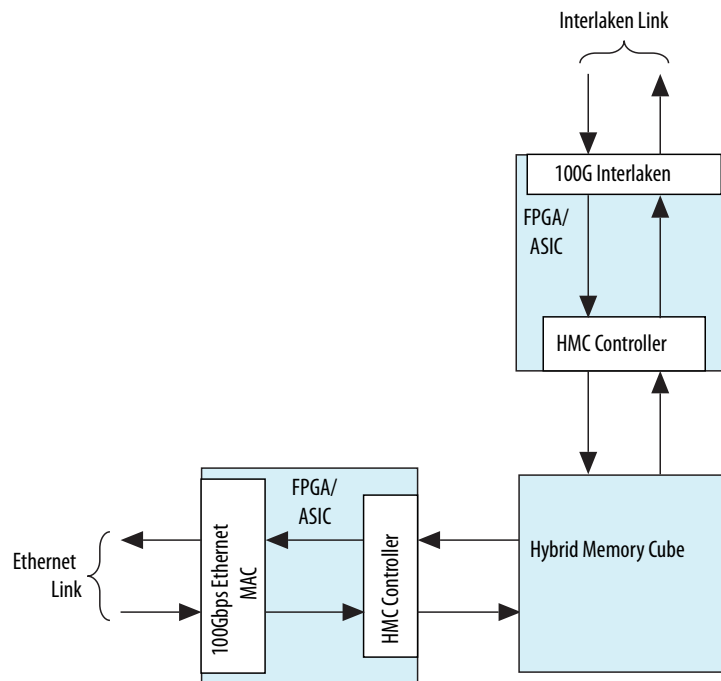 Interlaken Link
100G Interlaken
FPGA/
ASIC
HMC Controller
FPGA/
ASIC
Hybrid Memory Cube
Ethernet
Link
100Gbps Ethernet
MAC
HMC Controller